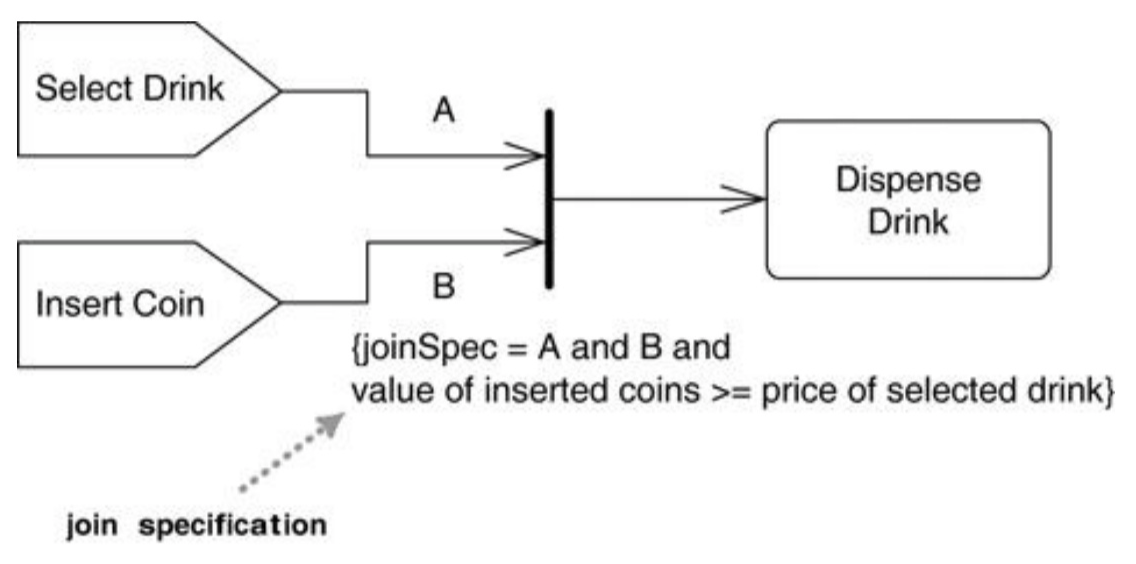 Select Drink
A
Dispense
Drink
Insert Coin
B
{joinSpec = A and B and
value of inserted coins >= price of selected drink}
join specification